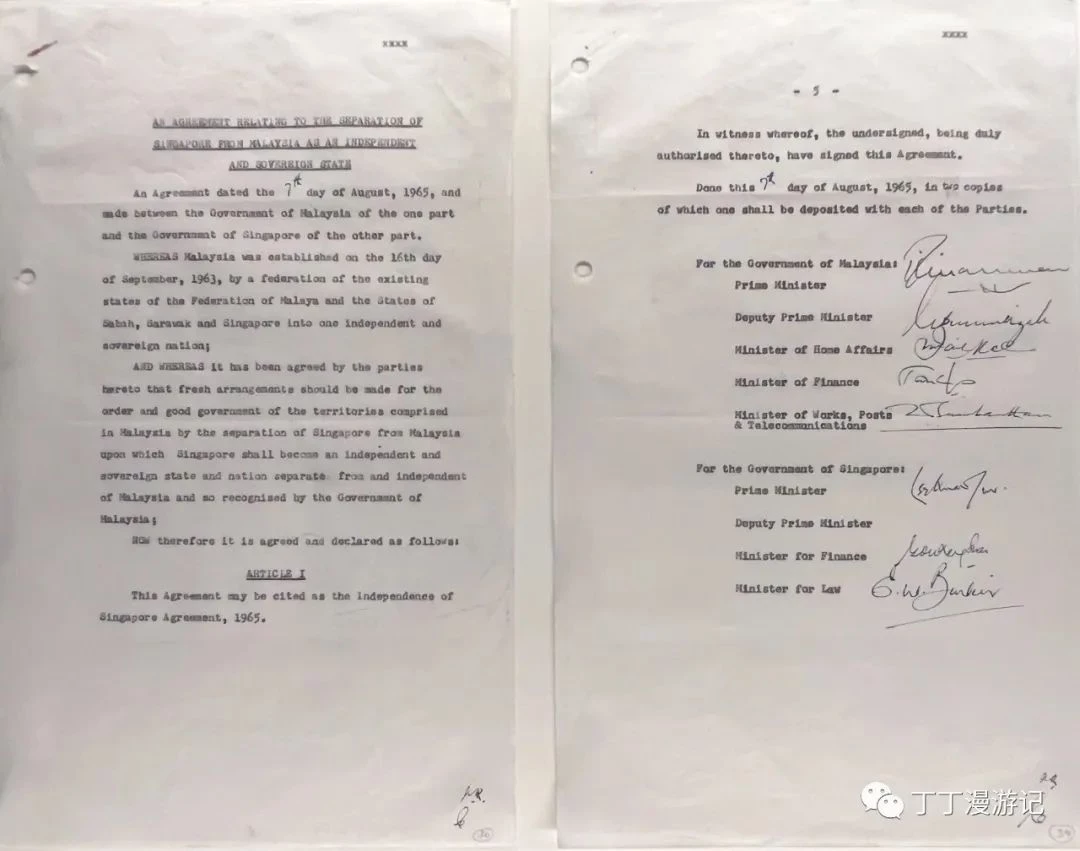 XXXX
AN AGREEMENT RELATING TO THE SEPARATION OF
SINGAPORE FROM MALAYSIA AS AN INDEPENDENT
AND SOVEREIGN STATE
An Agreement dated the 7th day of August, 1965, and
made between the Government of Malaysia of the one part
and the Government of Singapore of the other part.
WHEREAS Malaysia was established on the 16th day
of September, 1963, by a federation of the existing
states of the Federation of Malaya and the States of
Sabah, Sarawak and Singapore into one independent and
sovereign nation;
AND WHEREAS it has been agreed by the parties
hereto that fresh arrangements should be made for the
order and good government of the territories comprised
in Malaysia by the separation of Singapore from Malaysia
upon which Singapore shall become an independent and
sovereign state and nation separate from and independent
of Malaysia and so recognised by the Government of
Malaysia;
NOW therefore it is agreed and declared as follows:
ARTICLE I
This Agreement may be cited as the Independence of
Singapore Agreement, 1965.
XXXX
- 5 -
In witness whereof, the undersigned, being duly
authorised thereto, have signed this Agreement.
Done this 7th day of August, 1965, in two copies
of which one shall be deposited with each of the Parties.
For the Government of Malaysia:
Prime Minister
Deputy Prime Minister
Minister of Home Affairs
Minister of Finance
Minister of Works, Posts
& Telecommunications
For the Government of Singapore:
Prime Minister
Deputy Prime Minister
Minister for Finance
Minister for Law E. W. Barker
丁丁漫游记